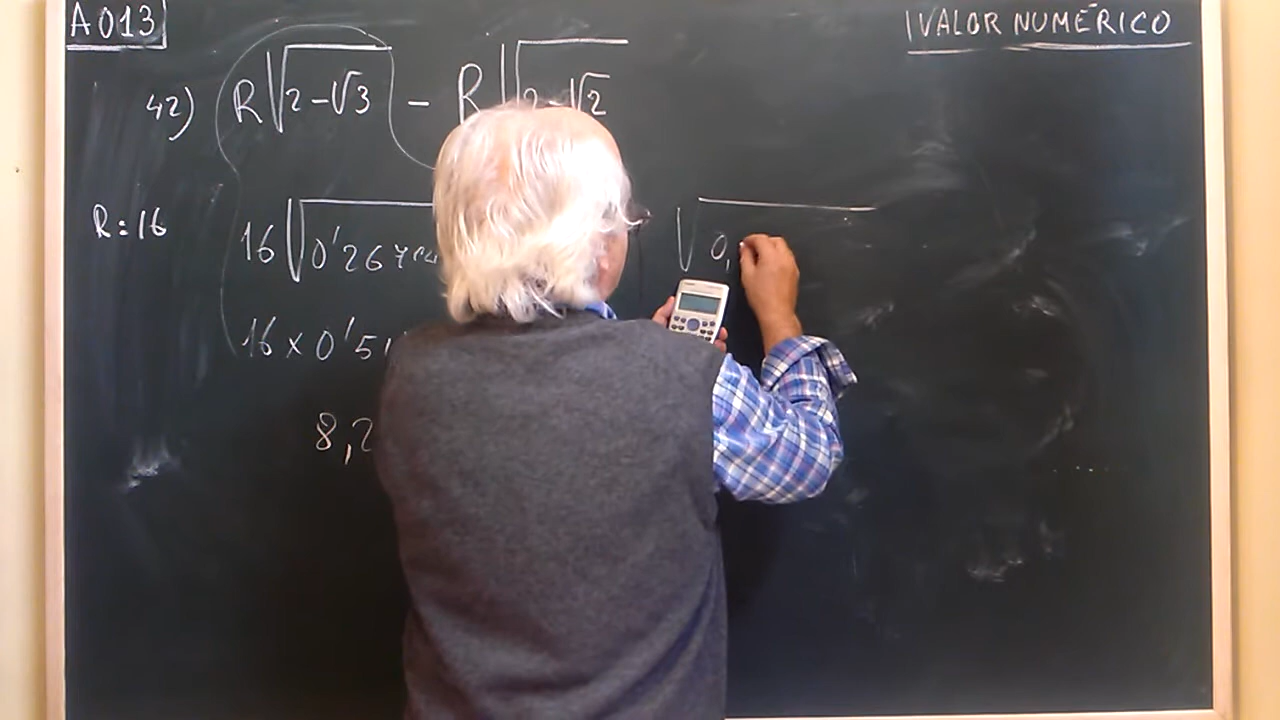 A013
VALOR NUMÉRICO
42) R√2-√3 - R√2-√2
R=16
16√0'267
√0,
16×0'51
8,2